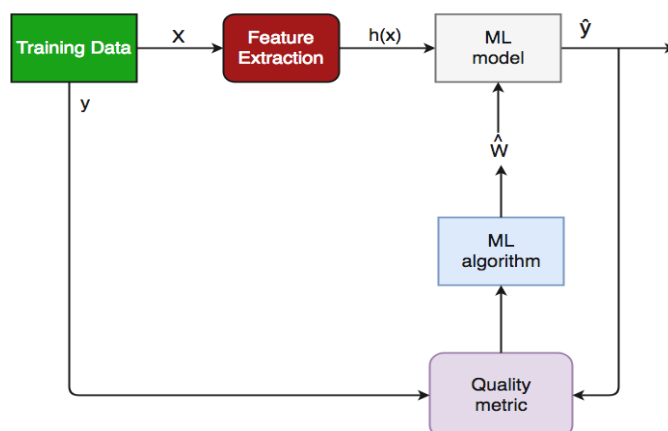 Training Data
x
Feature
Extraction
h(x)
ML
model
ŷ
y
ŵ
ML
algorithm
Quality
metric